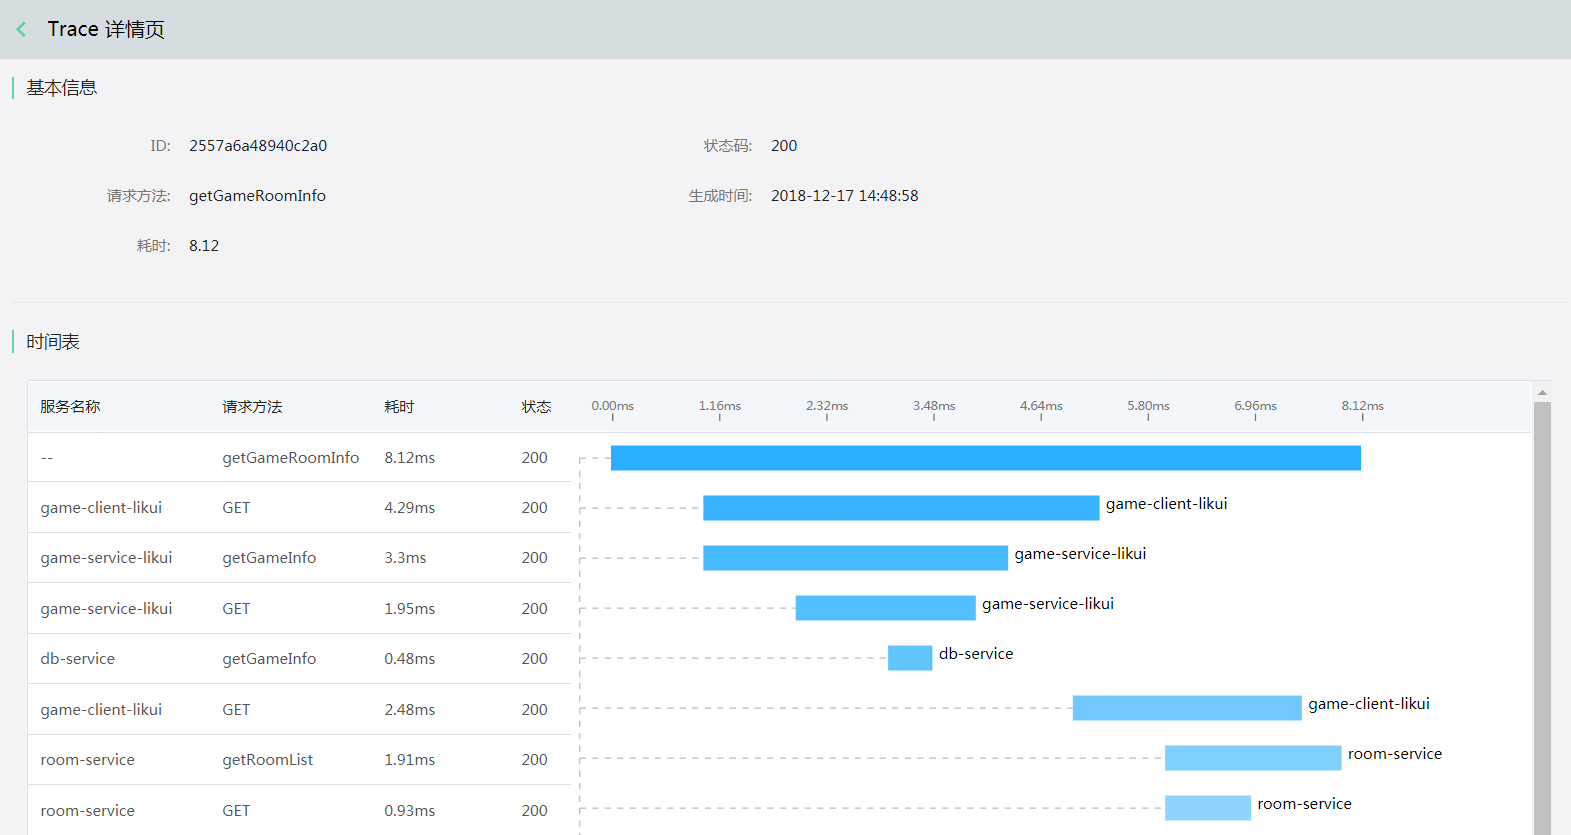 Trace 详情页
基本信息
ID: 2557a6a48940c2a0 状态码: 200
请求方法: getGameRoomInfo 生成时间: 2018-12-17 14:48:58
耗时: 8.12
时间表
服务名称 请求方法 耗时 状态 0.00ms 1.16ms 2.32ms 3.48ms 4.64ms 5.80ms 6.96ms 8.12ms
-- getGameRoomInfo 8.12ms 200
game-client-likui GET 4.29ms 200 game-client-likui
game-service-likui getGameInfo 3.3ms 200 game-service-likui
game-service-likui GET 1.95ms 200 game-service-likui
db-service getGameInfo 0.48ms 200 db-service
game-client-likui GET 2.48ms 200 game-client-likui
room-service getRoomList 1.91ms 200 room-service
room-service GET 0.93ms 200 room-service